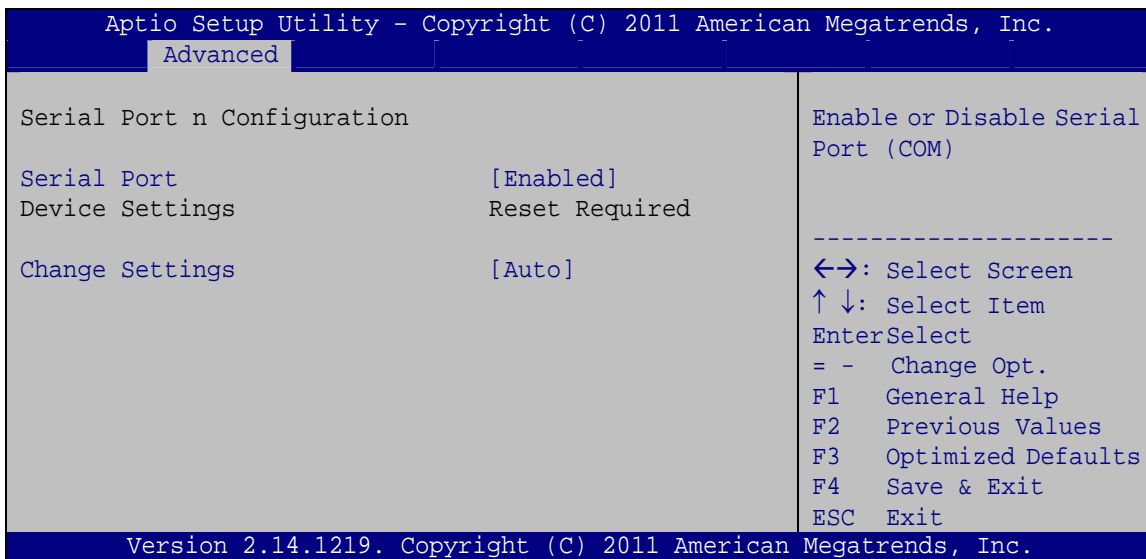 Aptio Setup Utility – Copyright (C) 2011 American Megatrends, Inc.
Advanced
Serial Port n Configuration
Serial Port [Enabled]
Device Settings Reset Required
Change Settings [Auto]
Enable or Disable Serial
Port (COM)
---------------------
←→: Select Screen
↑ ↓: Select Item
EnterSelect
= - Change Opt.
F1 General Help
F2 Previous Values
F3 Optimized Defaults
F4 Save & Exit
ESC Exit
Version 2.14.1219. Copyright (C) 2011 American Megatrends, Inc.